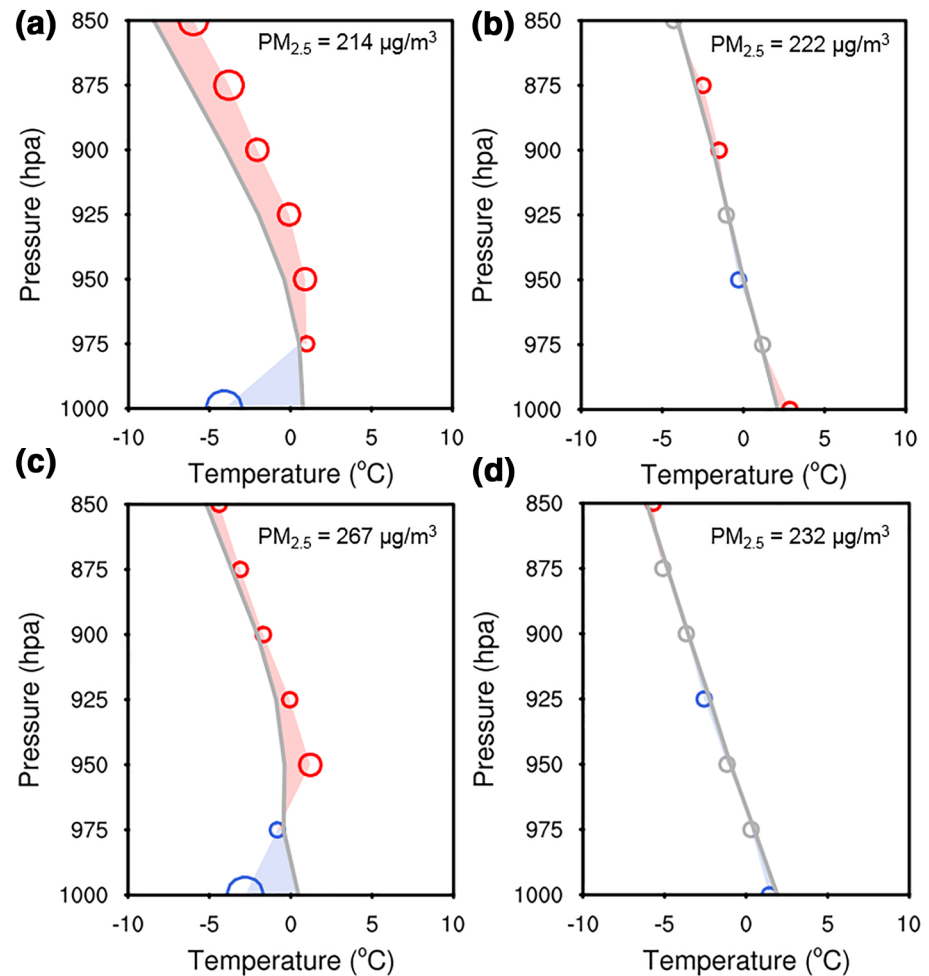 (a)
PM2.5 = 214 µg/m3
850
875
900
925
950
975
1000
Pressure (hpa)
-10 -5 0 5 10
Temperature (oC)
(b)
PM2.5 = 222 µg/m3
850
875
900
925
950
975
1000
Pressure (hpa)
-10 -5 0 5 10
Temperature (oC)
(c)
PM2.5 = 267 µg/m3
850
875
900
925
950
975
1000
Pressure (hpa)
-10 -5 0 5 10
Temperature (oC)
(d)
PM2.5 = 232 µg/m3
850
875
900
925
950
975
1000
Pressure (hpa)
-10 -5 0 5 10
Temperature (oC)